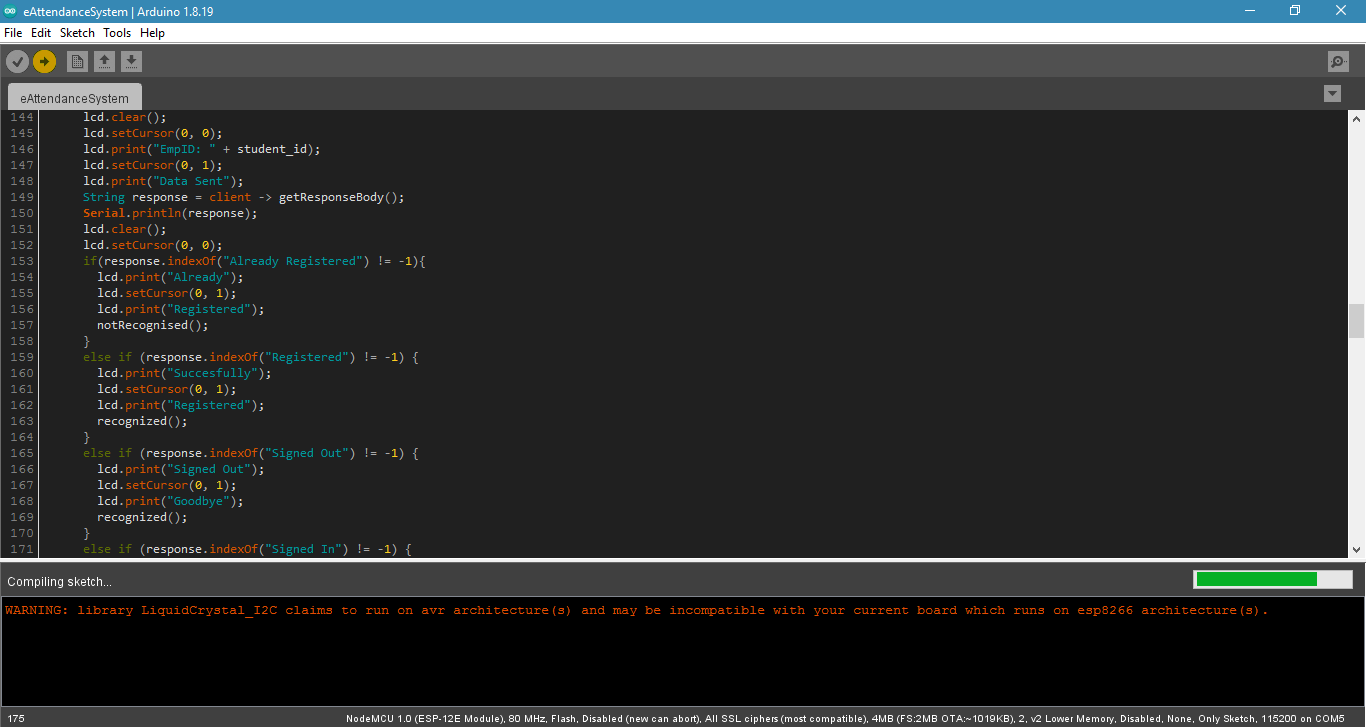 eAttendanceSystem | Arduino 1.8.19
File Edit Sketch Tools Help
eAttendanceSystem
144 lcd.clear();
145 lcd.setCursor(0, 0);
146 lcd.print("EmpID: " + student_id);
147 lcd.setCursor(0, 1);
148 lcd.print("Data Sent");
149 String response = client -> getResponseBody();
150 Serial.println(response);
151 lcd.clear();
152 lcd.setCursor(0, 0);
153 if(response.indexOf("Already Registered") != -1){
154 lcd.print("Already");
155 lcd.setCursor(0, 1);
156 lcd.print("Registered");
157 notRecognised();
158 }
159 else if (response.indexOf("Registered") != -1) {
160 lcd.print("Succesfully");
161 lcd.setCursor(0, 1);
162 lcd.print("Registered");
163 recognized();
164 }
165 else if (response.indexOf("Signed Out") != -1) {
166 lcd.print("Signed Out");
167 lcd.setCursor(0, 1);
168 lcd.print("Goodbye");
169 recognized();
170 }
171 else if (response.indexOf("Signed In") != -1) {
Compiling sketch...
WARNING: library LiquidCrystal_I2C claims to run on avr architecture(s) and may be incompatible with your current board which runs on esp8266 architecture(s).
175 NodeMCU 1.0 (ESP-12E Module), 80 MHz, Flash, Disabled (new can abort), All SSL ciphers (most compatible), 4MB (FS:2MB OTA:~1019KB), 2, v2 Lower Memory, Disabled, None, Only Sketch, 115200 on COM5